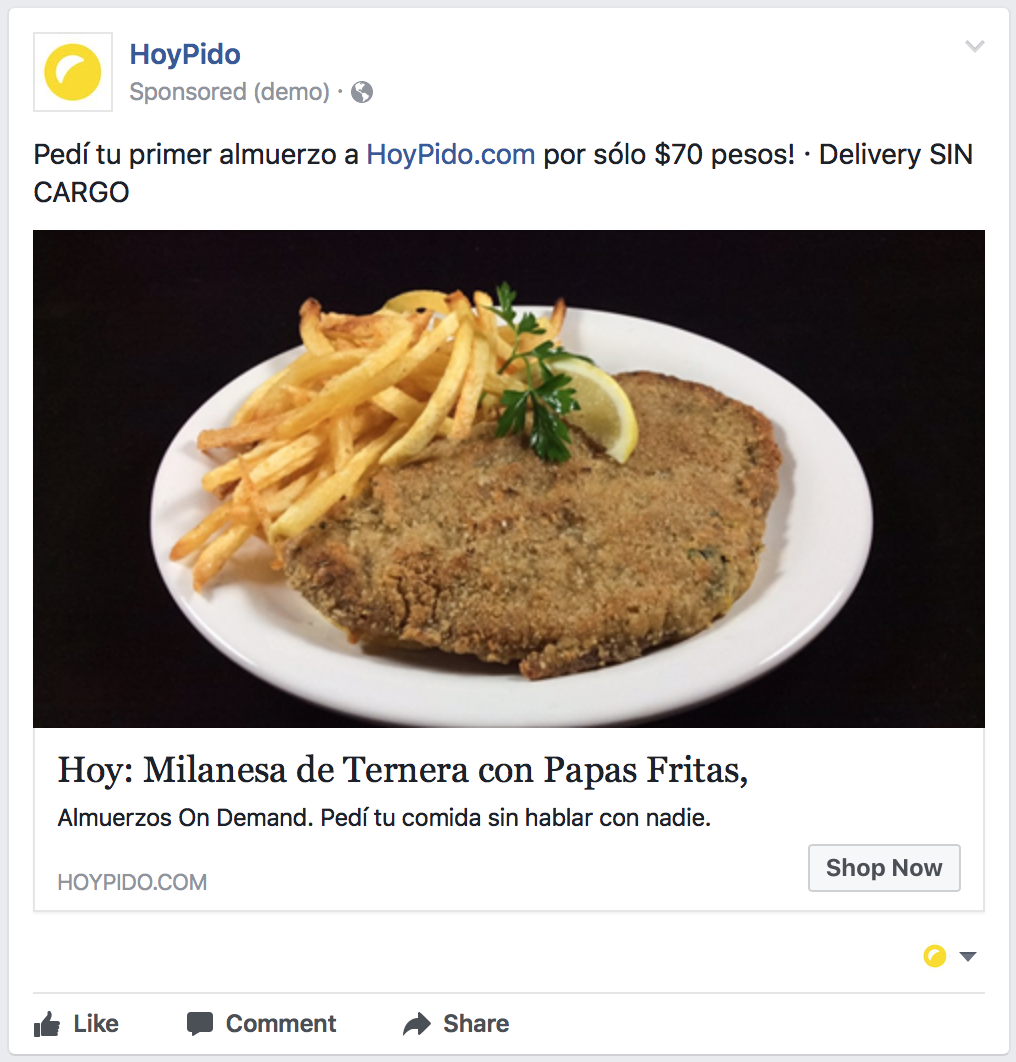 HoyPido
Sponsored (demo) ·
Pedí tu primer almuerzo a HoyPido.com por sólo $70 pesos! · Delivery SIN
CARGO
Hoy: Milanesa de Ternera con Papas Fritas,
Almuerzos On Demand. Pedí tu comida sin hablar con nadie.
HOYPIDO.COM
Shop Now
Like Comment Share